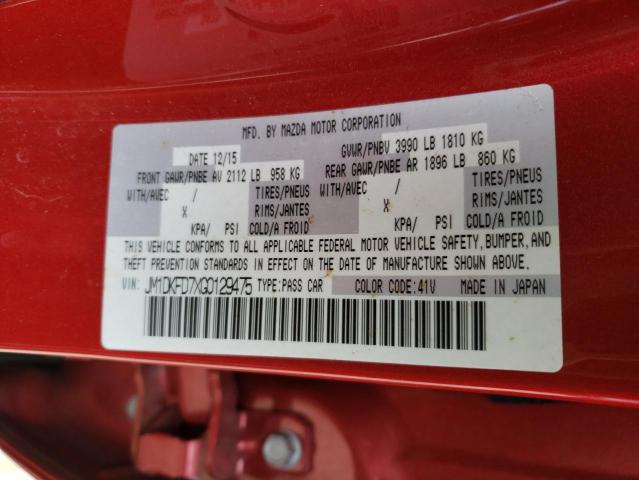 MFD. BY MAZDA MOTOR CORPORATION
DATE 12/15 GVWR/PNBV 3990 LB 1810 KG
FRONT GAWR/PNBE AV 2112 LB 958 KG REAR GAWR/PNBE AR 1896 LB 860 KG
WITH/AVEC / TIRES/PNEUS WITH/AVEC / TIRES/PNEUS
X RIMS/JANTES X RIMS/JANTES
KPA/ PSI COLD/A FROID KPA/ PSI COLD/A FROID
THIS VEHICLE CONFORMS TO ALL APPLICABLE FEDERAL MOTOR VEHICLE SAFETY, BUMPER, AND
THEFT PREVENTION STANDARDS IN EFFECT ON THE DATE OF MANUFACTURE SHOWN ABOVE.
VIN: JM1DKFD7XG0129475 TYPE: PASS CAR COLOR CODE: 41V MADE IN JAPAN